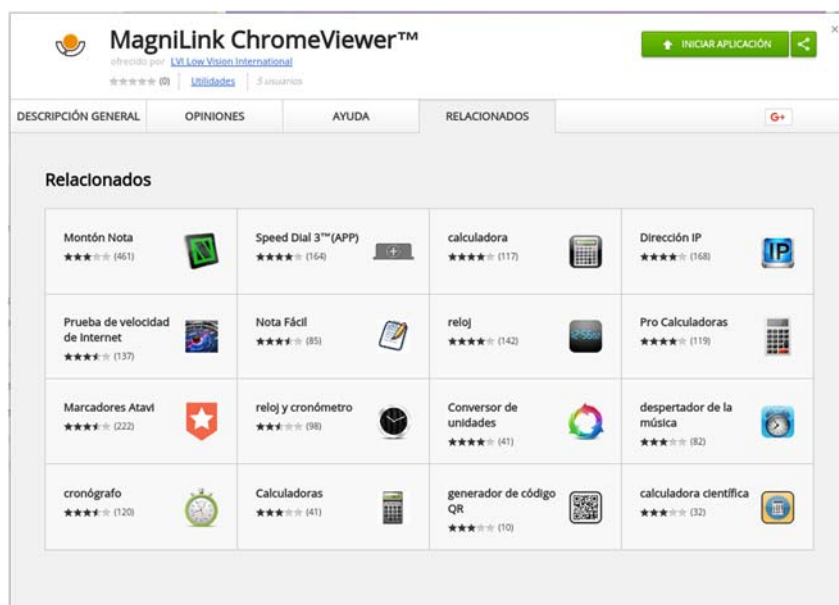 MagniLink ChromeViewer™
INICIAR APLICACIÓN
ofrecido por LVI Low Vision International
(0) Utilidades 3 usuarios
DESCRIPCIÓN GENERAL OPINIONES AYUDA RELACIONADOS G+
Relacionados
Montón Nota
(461)
Speed Dial 3™(APP)
(164)
calculadora
(117)
Dirección IP
(168)
IP
Prueba de velocidad
de Internet
(137)
Nota Fácil
(85)
reloj
(142)
Pro Calculadoras
(119)
Marcadores Atavi
(222)
reloj y cronómetro
(98)
Conversor de
unidades
(41)
despertador de la
música
(82)
cronógrafo
(120)
Calculadoras
(41)
generador de código
QR
(10)
calculadora científica
(32)